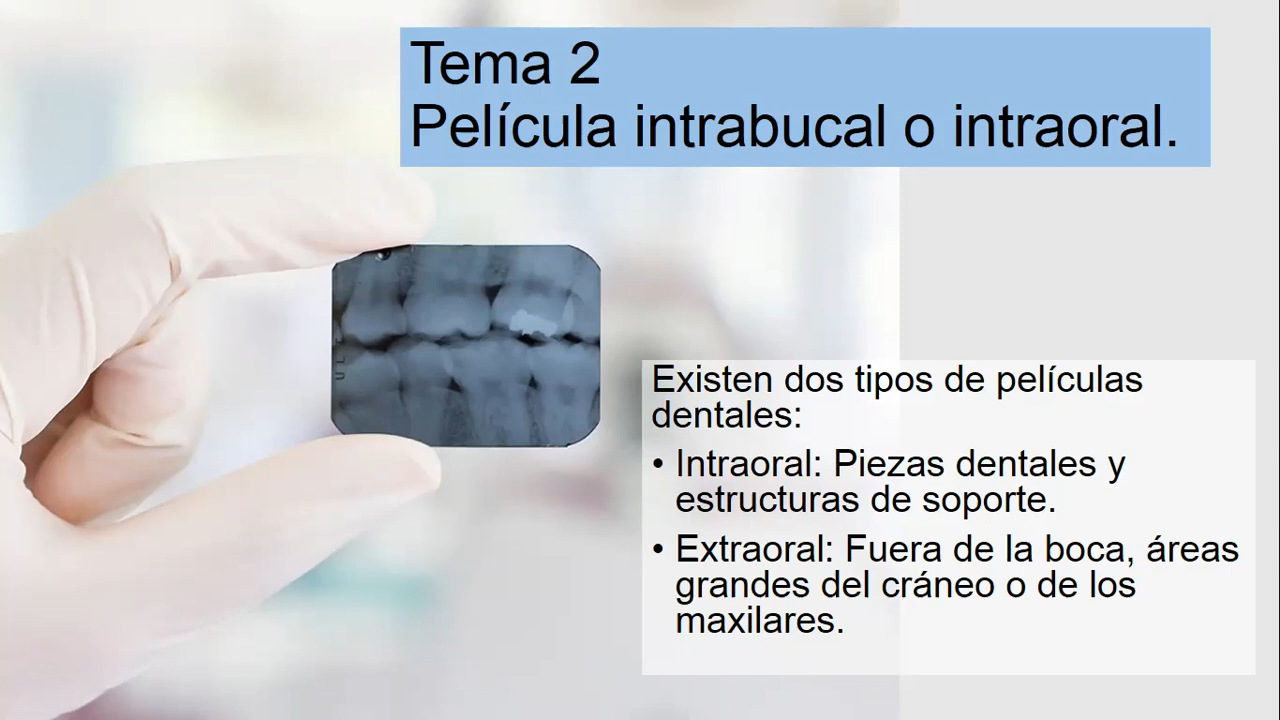 Tema 2
Película intrabucal o intraoral.
Existen dos tipos de películas
dentales:
• Intraoral: Piezas dentales y
estructuras de soporte.
• Extraoral: Fuera de la boca, áreas
grandes del cráneo o de los
maxilares.